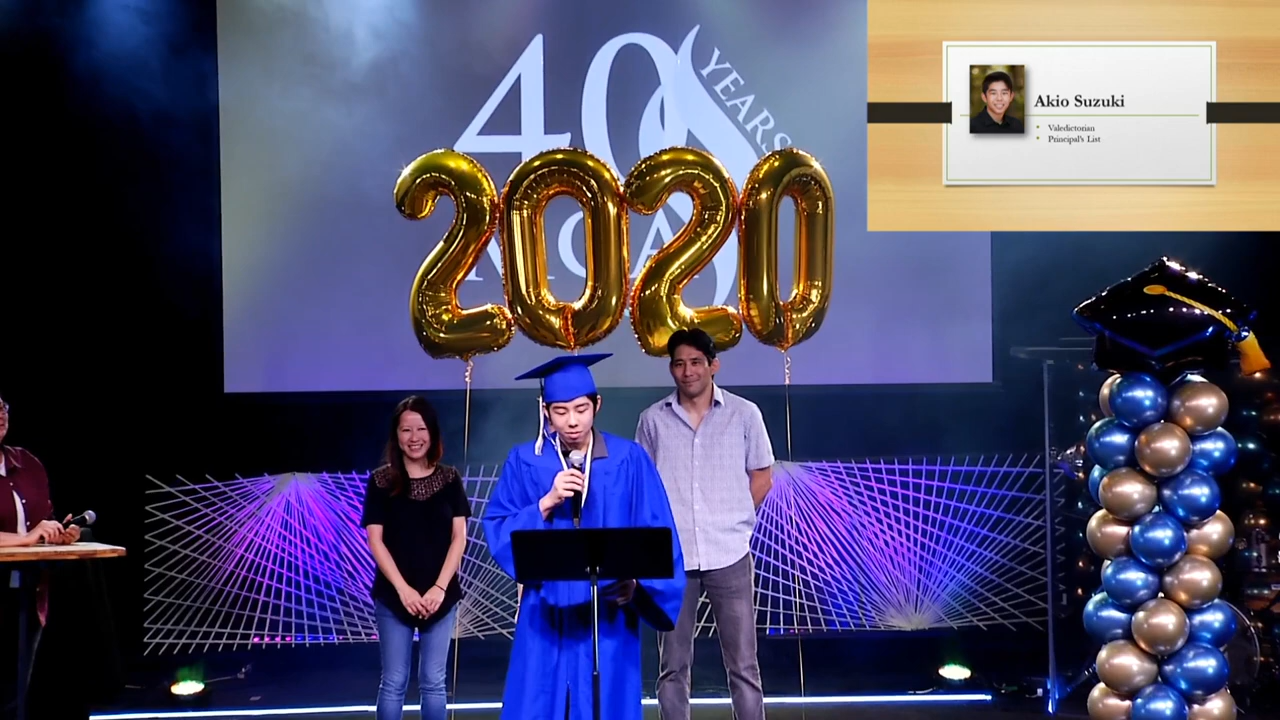 40
YEARS
2020
Akio Suzuki
• Valedictorian
• Principal's List